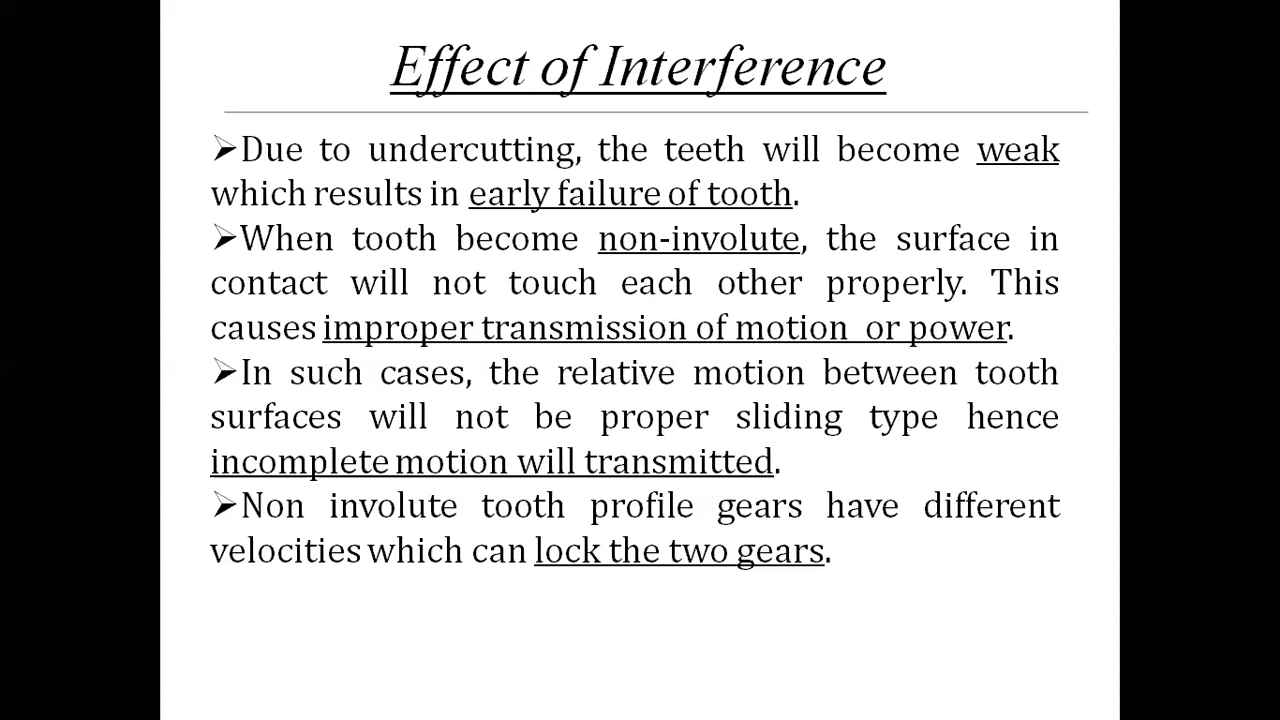 Effect of Interference
➢Due to undercutting, the teeth will become weak
which results in early failure of tooth.
➢When tooth become non-involute, the surface in
contact will not touch each other properly. This
causes improper transmission of motion  or power.
➢In such cases, the relative motion between tooth
surfaces will not be proper sliding type hence
incomplete motion will transmitted.
➢Non involute tooth profile gears have different
velocities which can lock the two gears.